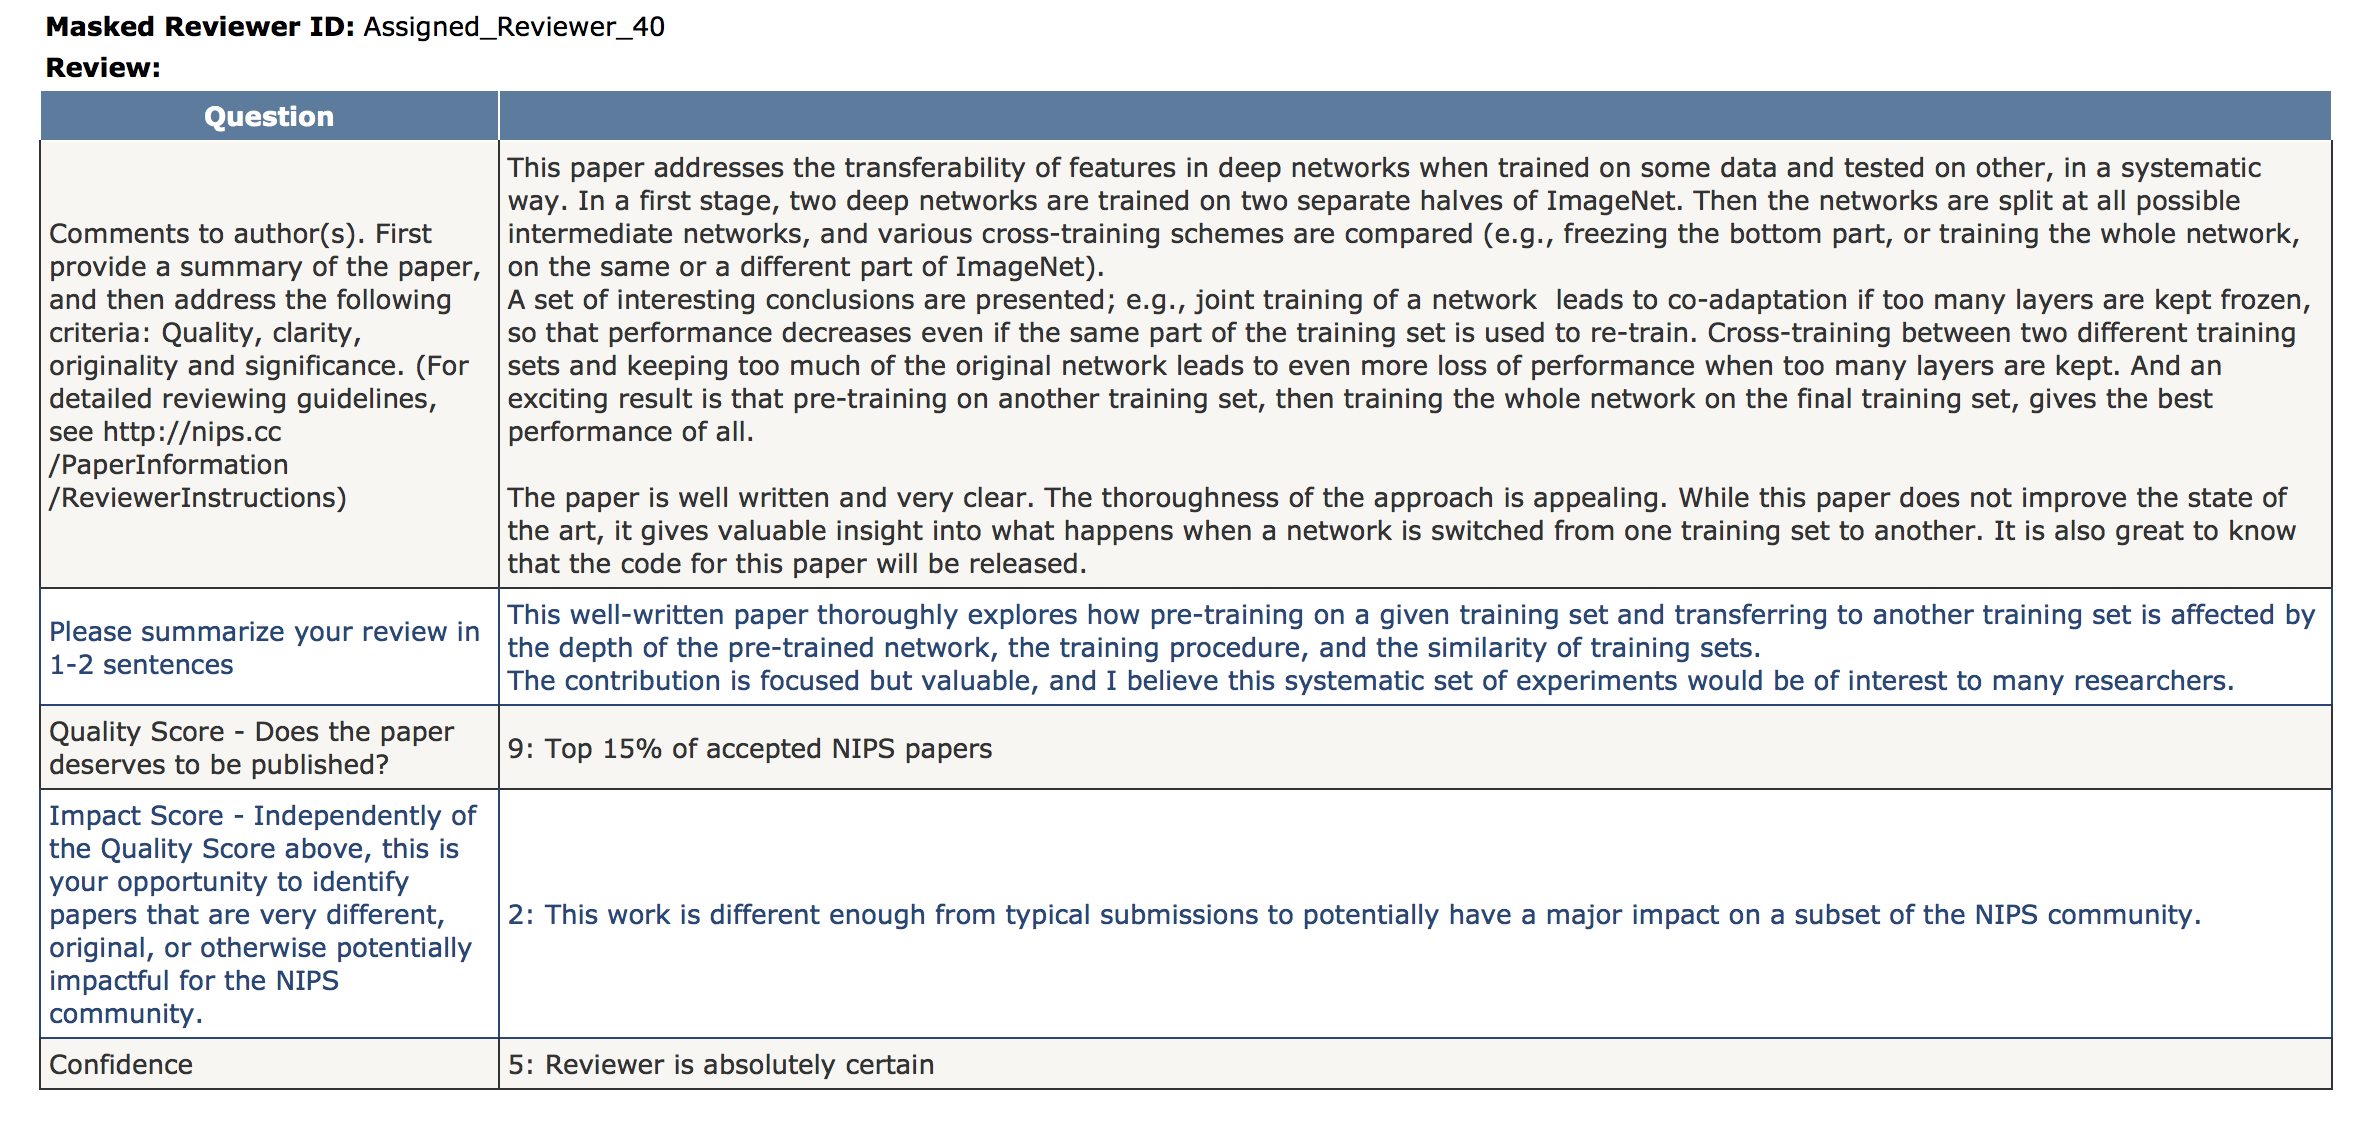 Masked Reviewer ID: Assigned_Reviewer_40
Review:
Question
Comments to author(s). First
provide a summary of the paper,
and then address the following
criteria: Quality, clarity,
originality and significance. (For
detailed reviewing guidelines,
see http://nips.cc
/PaperInformation
/ReviewerInstructions)
This paper addresses the transferability of features in deep networks when trained on some data and tested on other, in a systematic
way. In a first stage, two deep networks are trained on two separate halves of ImageNet. Then the networks are split at all possible
intermediate networks, and various cross-training schemes are compared (e.g., freezing the bottom part, or training the whole network,
on the same or a different part of ImageNet).
A set of interesting conclusions are presented; e.g., joint training of a network  leads to co-adaptation if too many layers are kept frozen,
so that performance decreases even if the same part of the training set is used to re-train. Cross-training between two different training
sets and keeping too much of the original network leads to even more loss of performance when too many layers are kept. And an
exciting result is that pre-training on another training set, then training the whole network on the final training set, gives the best
performance of all.
The paper is well written and very clear. The thoroughness of the approach is appealing. While this paper does not improve the state of
the art, it gives valuable insight into what happens when a network is switched from one training set to another. It is also great to know
that the code for this paper will be released.
Please summarize your review in
1-2 sentences
This well-written paper thoroughly explores how pre-training on a given training set and transferring to another training set is affected by
the depth of the pre-trained network, the training procedure, and the similarity of training sets.
The contribution is focused but valuable, and I believe this systematic set of experiments would be of interest to many researchers.
Quality Score - Does the paper
deserves to be published?
9: Top 15% of accepted NIPS papers
Impact Score - Independently of
the Quality Score above, this is
your opportunity to identify
papers that are very different,
original, or otherwise potentially
impactful for the NIPS
community.
2: This work is different enough from typical submissions to potentially have a major impact on a subset of the NIPS community.
Confidence
5: Reviewer is absolutely certain